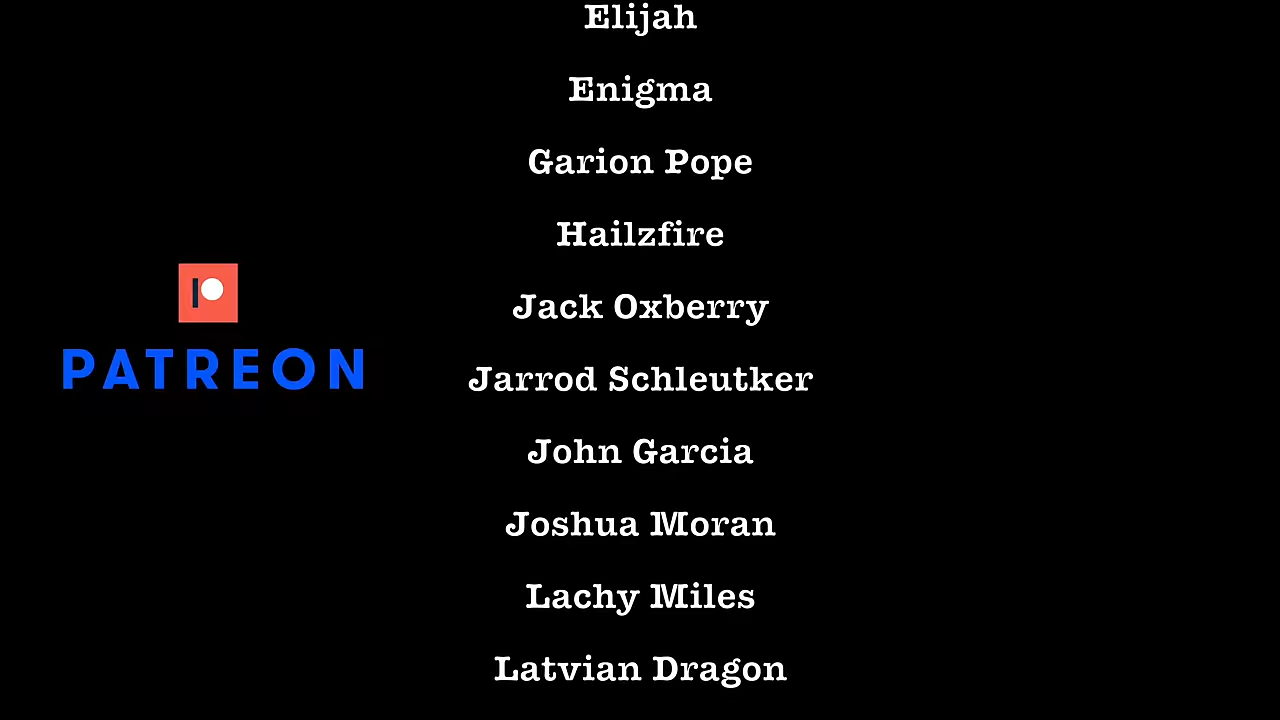 Elijah
Enigma
Garion Pope
Hailzfire
Jack Oxberry
PATREON
Jarrod Schleutker
John Garcia
Joshua Moran
Lachy Miles
Latvian Dragon